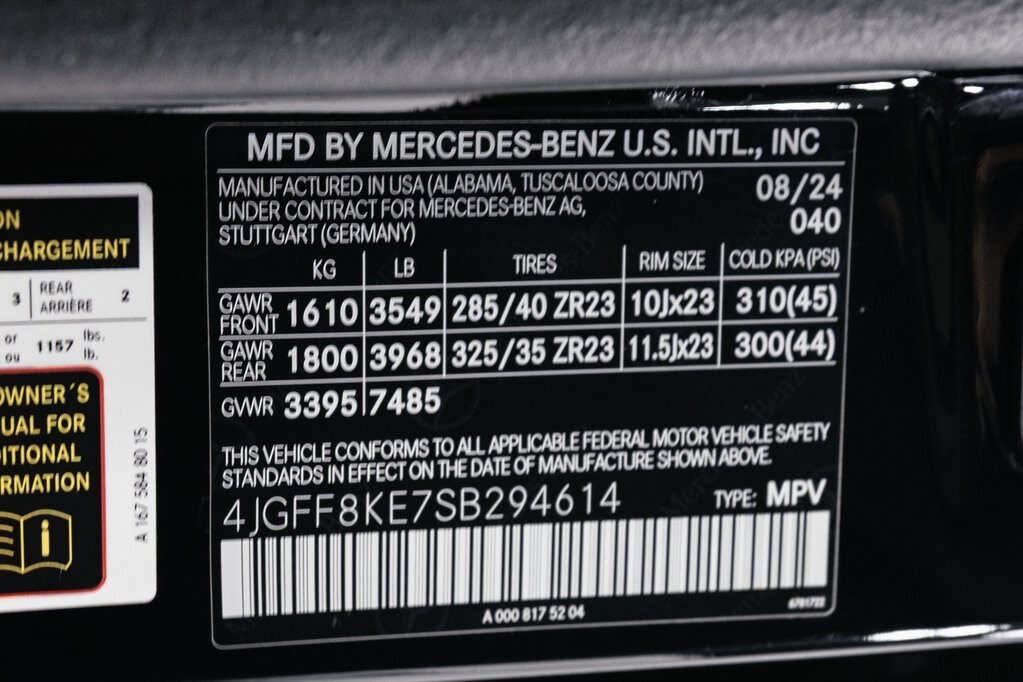 ON
CHARGEMENT
3 REAR ARRIÈRE 2
or ou 1157 lbs. lb.
OWNER´S
UAL FOR
ITIONAL
RMATION
i
A 167 584 80 15
MFD BY MERCEDES-BENZ U.S. INTL., INC
MANUFACTURED IN USA (ALABAMA, TUSCALOOSA COUNTY) 08/24
UNDER CONTRACT FOR MERCEDES-BENZ AG, 040
STUTTGART (GERMANY)
KG LB TIRES RIM SIZE COLD KPA (PSI)
GAWR FRONT 1610 3549 285/40 ZR23 10Jx23 310(45)
GAWR REAR 1800 3968 325/35 ZR23 11.5Jx23 300(44)
GVWR 3395 7485
THIS VEHICLE CONFORMS TO ALL APPLICABLE FEDERAL MOTOR VEHICLE SAFETY
STANDARDS IN EFFECT ON THE DATE OF MANUFACTURE SHOWN ABOVE.
4JGFF8KE7SB294614 TYPE: MPV
A 000 817 52 04